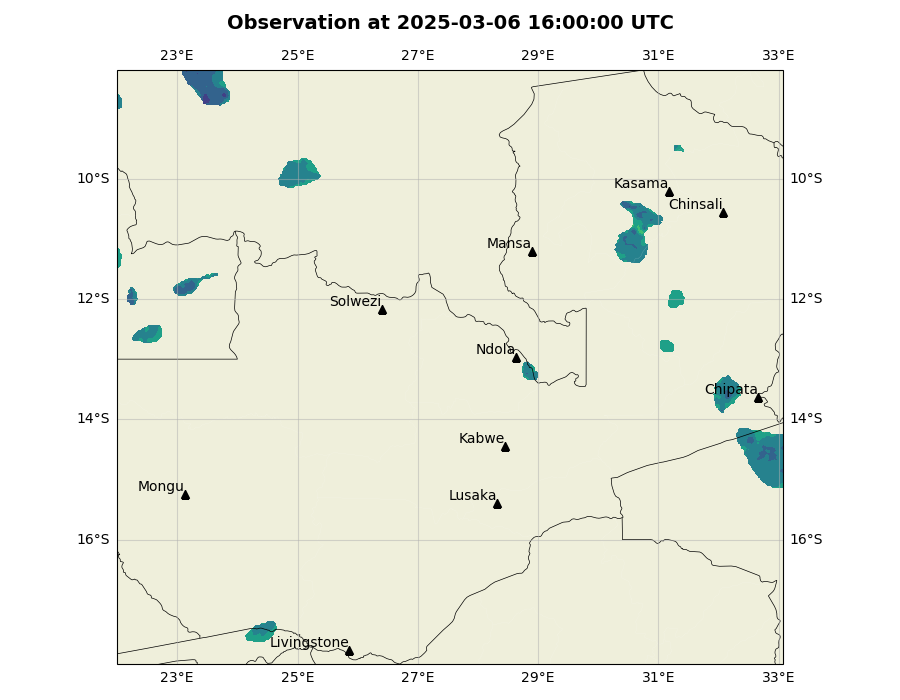 Observation at 2025-03-06 16:00:00 UTC
23°E 25°E 27°E 29°E 31°E 33°E
10°S 10°S
Kasama
Chinsali
Mansa
12°S 12°S
Solwezi
Ndola
Chipata
14°S 14°S
Kabwe
Mongu
Lusaka
16°S 16°S
Livingstone
23°E 25°E 27°E 29°E 31°E 33°E